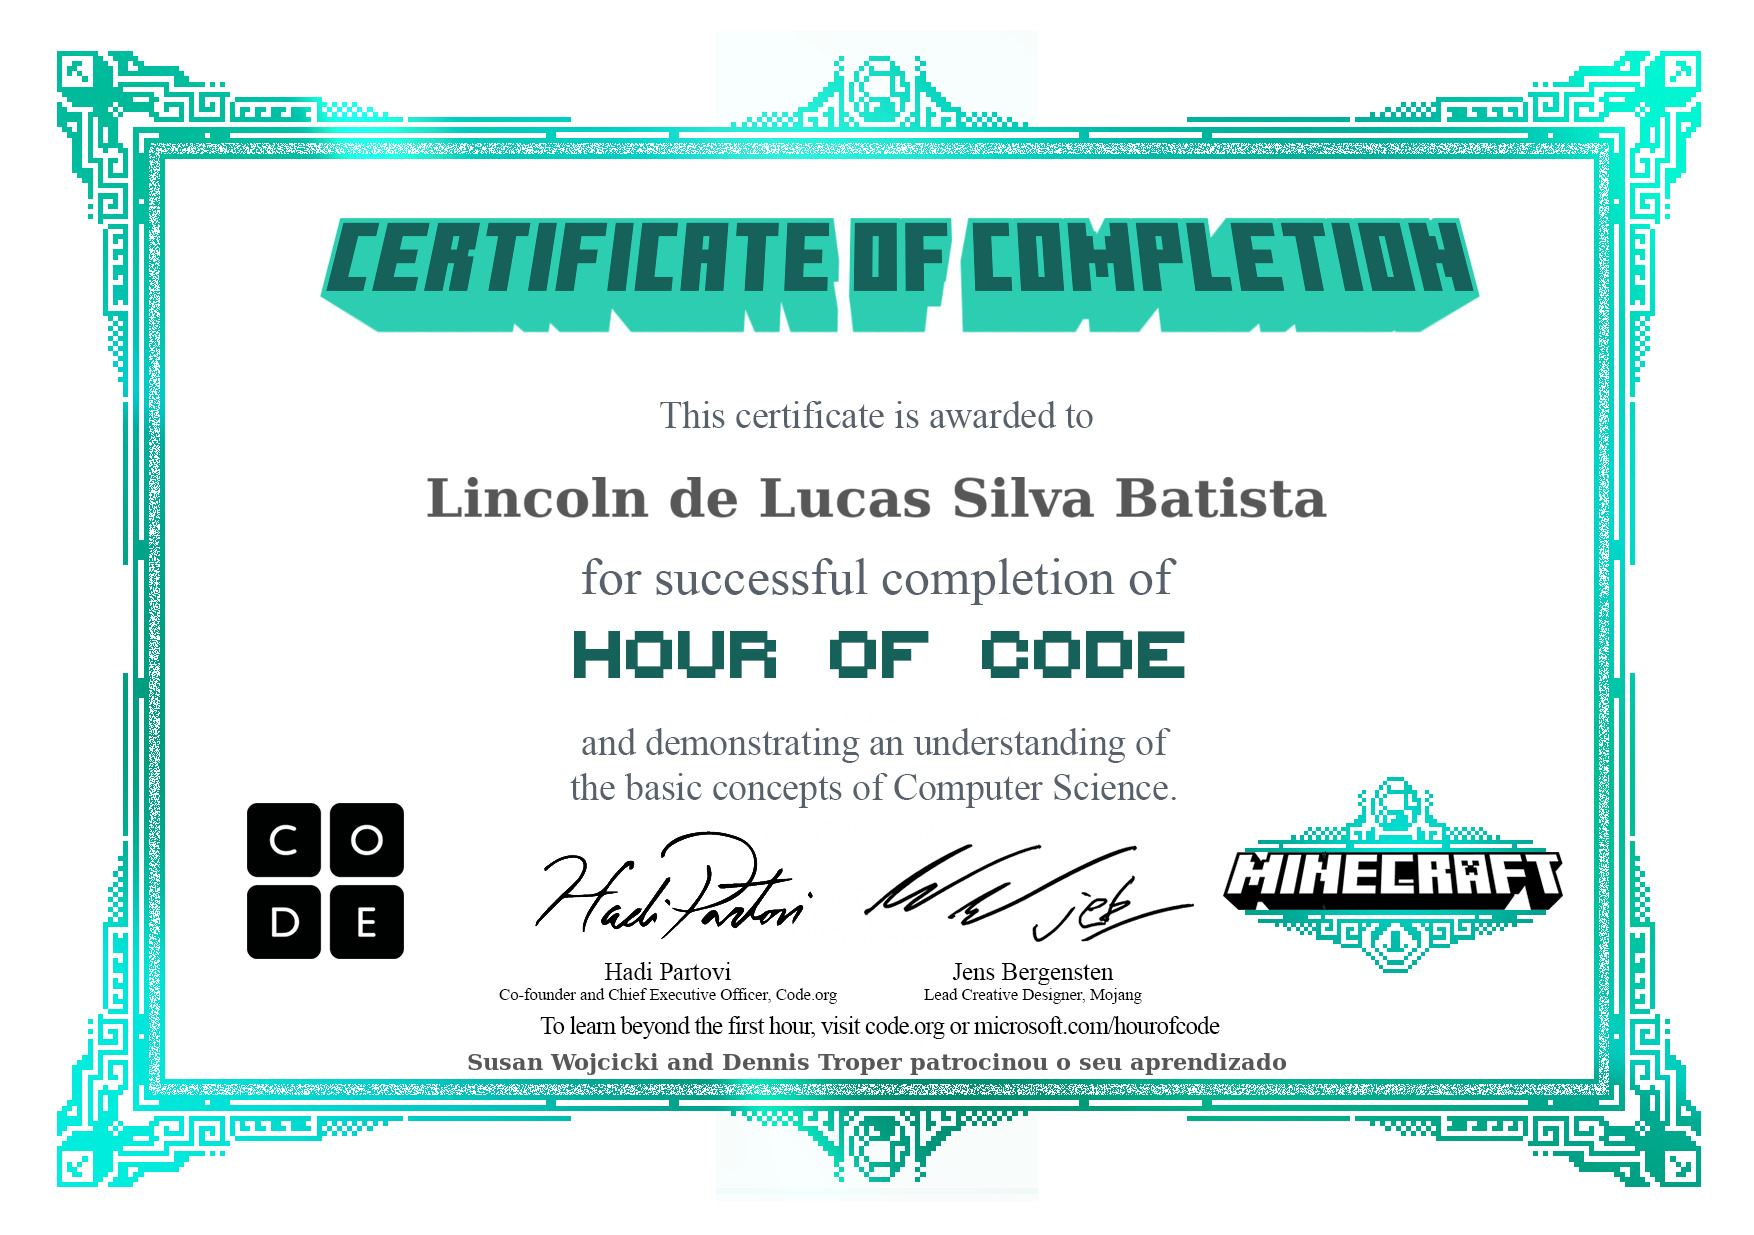 CERTIFICATE OF COMPLETION
This certificate is awarded to
Lincoln de Lucas Silva Batista
for successful completion of
HOUR OF CODE
and demonstrating an understanding of
the basic concepts of Computer Science.
C O
D E
Hadi Partovi
jeb
MINECRAFT
Hadi Partovi
Co-founder and Chief Executive Officer, Code.org
Jens Bergensten
Lead Creative Designer, Mojang
To learn beyond the first hour, visit code.org or microsoft.com/hourofcode
Susan Wojcicki and Dennis Troper patrocinou o seu aprendizado